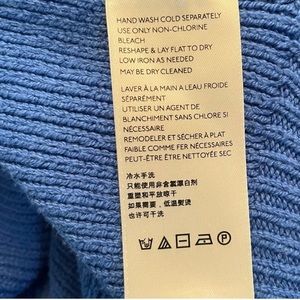 HAND WASH COLD SEPARATELY
USE ONLY NON-CHLORINE
BLEACH
RESHAPE & LAY FLAT TO DRY
LOW IRON AS NEEDED
MAY BE DRY CLEANED
LAVER À LA MAIN A LEAU FROIDE
SÉPARÉMENT
UTILISER UN AGENT DE
BLANCHIMENT SANS CHLORE SI
NÉCESSAIRE
REMODELER ET SÉCHER À PLAT
FAIBLE COMME FER NÉCESSAIRE
PEUT-ÊTRE ÊTRE NETTOYÉE SEC
冷水手洗
只能使用非含氯漂白剂
重塑和平放晾干
如果需要，低温熨烫
也许可干洗
P